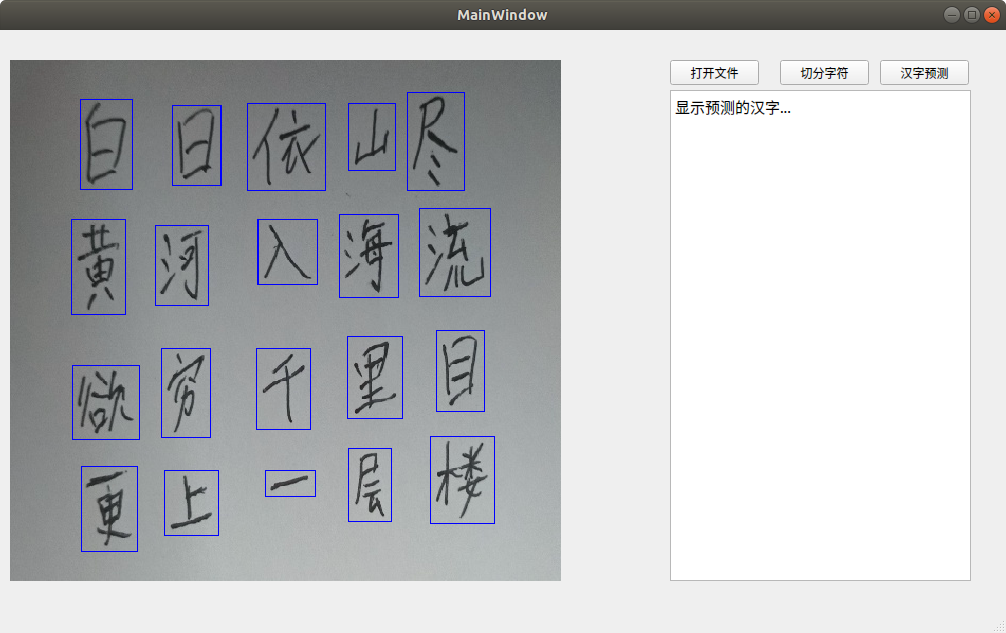 MainWindow
打开文件 切分字符 汉字预测
显示预测的汉字...
白日依山尽
黄河入海流
欲穷千里目
更上一层楼